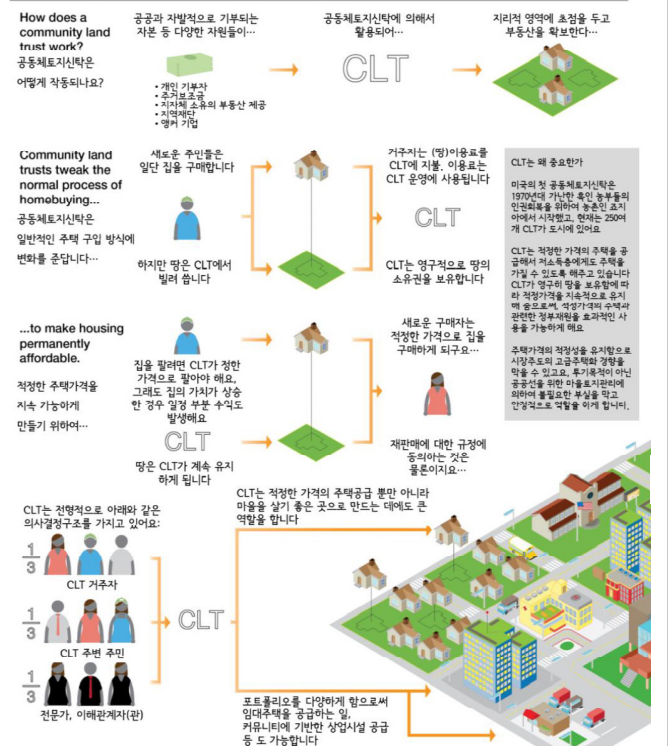 How does a
community land
trust work?
공동체토지신탁은
어떻게 작동되나요?
공공과 자발적으로 기부되는
자본 등 다양한 자원들이…
• 개인 기부자
• 주거보조금
• 지자체 소유의 부동산 제공
• 지역재단
• 앵커 기업
공동체토지신탁에 의해서
활용되어…
CLT
지리적 영역에 초점을 두고
부동산을 확보한다…
Community land
trusts tweak the
normal process of
homebuying...
공동체토지신탁은
일반적인 주택 구입 방식에
변화를 준답니다…
새로운 주민들은
일단 집을 구매합니다
하지만 땅은 CLT에서
빌려 씁니다
거주자는 (땅)이용료를
CLT에 지불. 이용료는
CLT 운영에 사용됩니다
CLT
CLT는 영구적으로 땅의
소유권을 보유합니다
CLT는 왜 중요한가
미국의 첫 공동체토지신탁은
1970년대 가난한 흑인 농부들의
인권회복을 위하여 농촌인 죠지
아에서 시작했고, 현재는 250여
개 CLT가 도시에 있어요
CLT는 적정한 가격의 주택을 공
급해서 저소득층에게도 주택을
가질 수 있도록 해주고 있습니다
CLT가 영구히 땅을 보유함에 따
라 적정가격을 지속적으로 유지
해 줌으로써, 적정가격의 주택과
관련한 정부재원을 효과적인 사
용을 가능하게 해요
주택가격의 적정성을 유지함으로
시장주도의 고급주택화 경향을
막을 수 있고요, 투기목적이 아닌
공공선을 위한 마을토지관리에
의하여 불필요한 부실을 막고
안정적으로 역할을 하게 합니다.
...to make housing
permanently
affordable.
적정한 주택가격을
지속 가능하게
만들기 위하여…
집을 팔려면 CLT가 정한
가격으로 팔아야 해요,
그래도 집의 가치가 상승
한 경우 일정 부분 수익도
발생해요
CLT
땅은 CLT가 계속 유지
하게 됩니다
새로운 구매자는
적정한 가격으로 집을
구매하게 되구요…
재판매에 대한 규정에
동의하는 것은
물론이지요…
CLT는 전형적으로 아래와 같은
의사결정구조를 가지고 있어요:
1/3
CLT 거주자
1/3
CLT 주변 주민
1/3
전문가, 이해관계자(관)
CLT
CLT는 적정한 가격의 주택공급 뿐만 아니라
마을을 살기 좋은 곳으로 만드는 데에도 큰
역할을 합니다
포트폴리오를 다양하게 함으로써
임대주택을 공급하는 일,
커뮤니티에 기반한 상업시설 공급
등 도 가능합니다